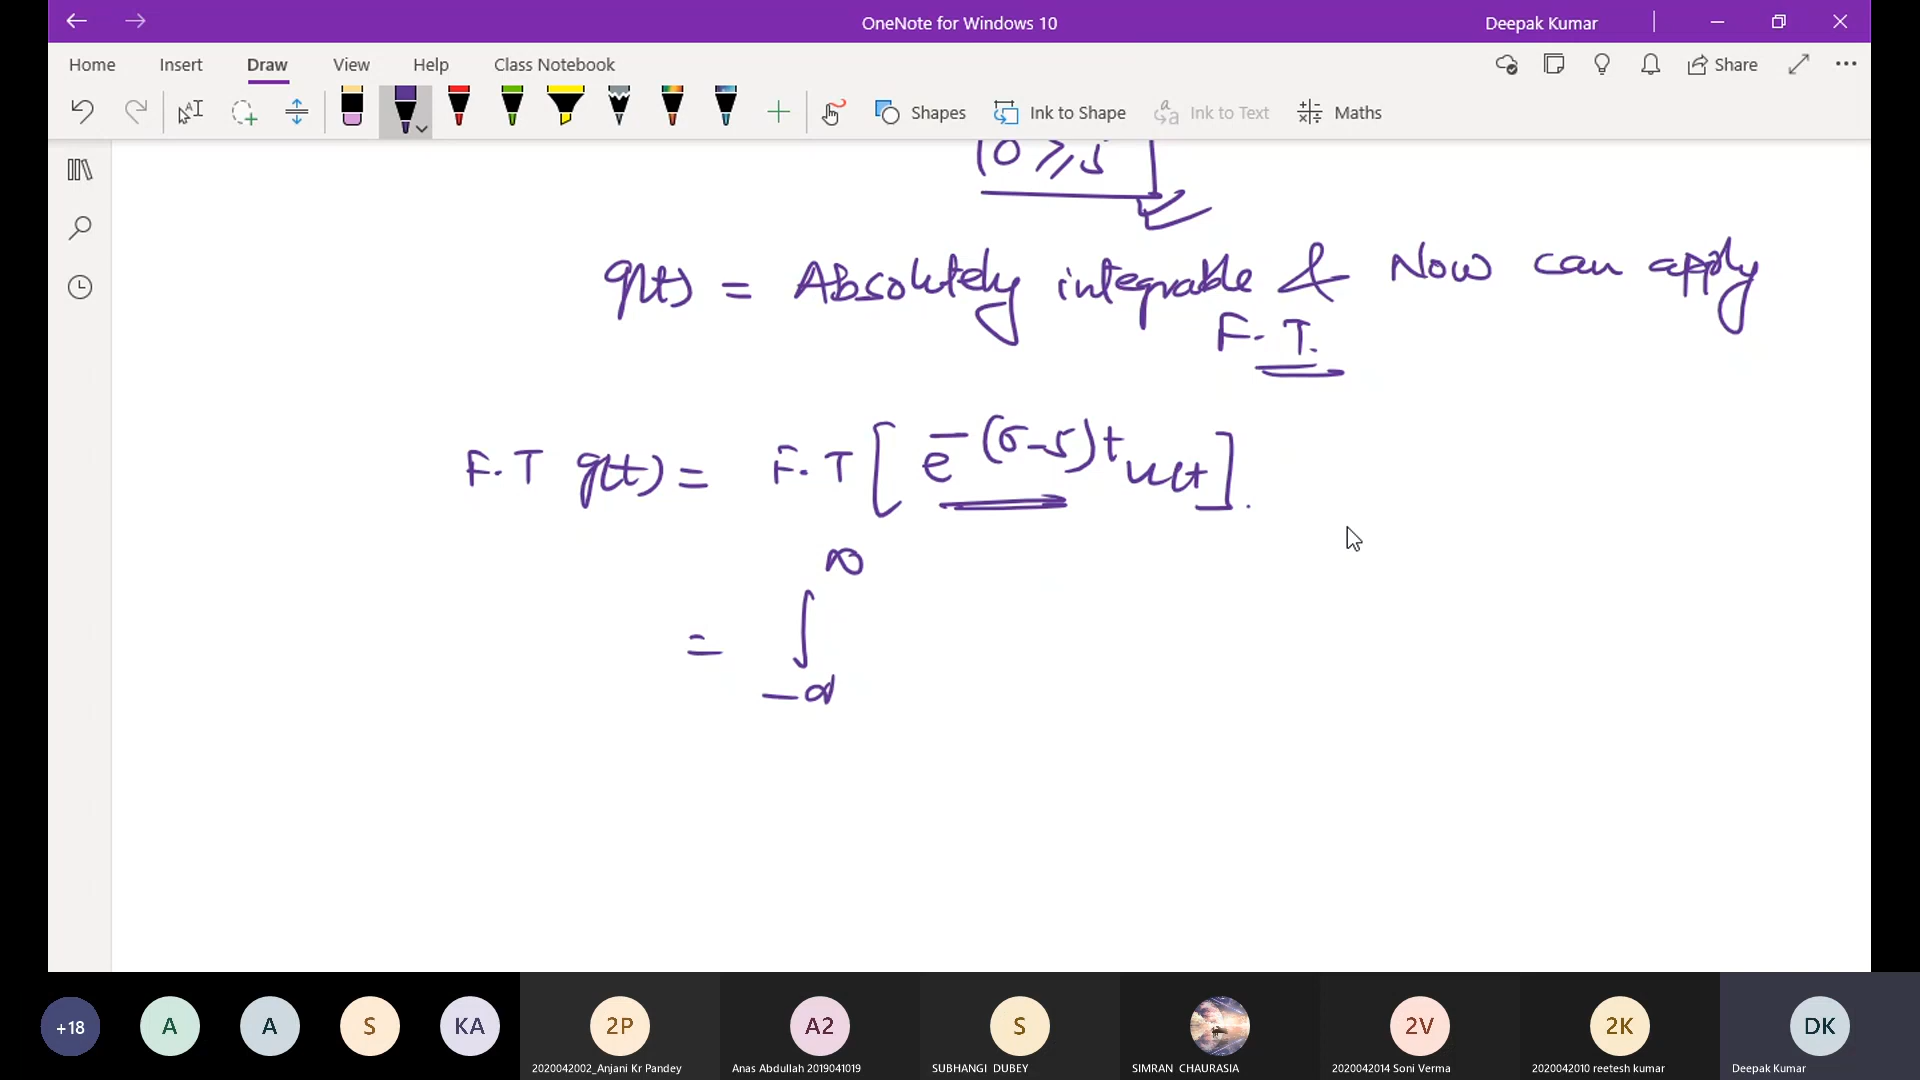 OneNote for Windows 10
Deepak Kumar
Home Insert Draw View Help Class Notebook
Share
Shapes Ink to Shape Ink to Text Maths
g(t) = Absolutely integrable & Now can apply
F.T.
F.T g(t) = F.T [ e^-(σ-5)t u(t) ].
∞
= ∫
-∞
+18 A A S KA 2P A2 S 2V 2K DK
2020042002_Anjani Kr Pandey Anas Abdullah 2019041019 SUBHANGI DUBEY SIMRAN CHAURASIA 2020042014 Soni Verma 2020042010 reetesh kumar Deepak Kumar